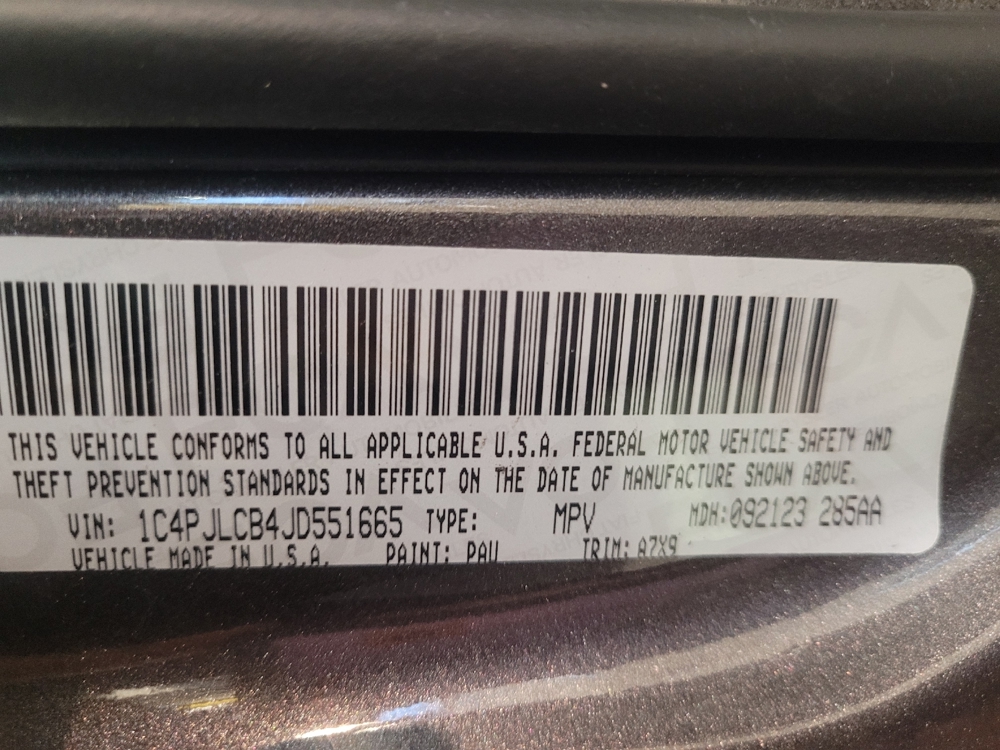 THIS VEHICLE CONFORMS TO ALL APPLICABLE U.S.A. FEDERAL MOTOR VEHICLE SAFETY AND
THEFT PREVENTION STANDARDS IN EFFECT ON THE DATE OF MANUFACTURE SHOWN ABOVE.
VIN: 1C4PJLCB4JD551665 TYPE: MPV MDH:092123 285AA
VEHICLE MADE IN U.S.A. PAINT: PAU TRIM: A7X9